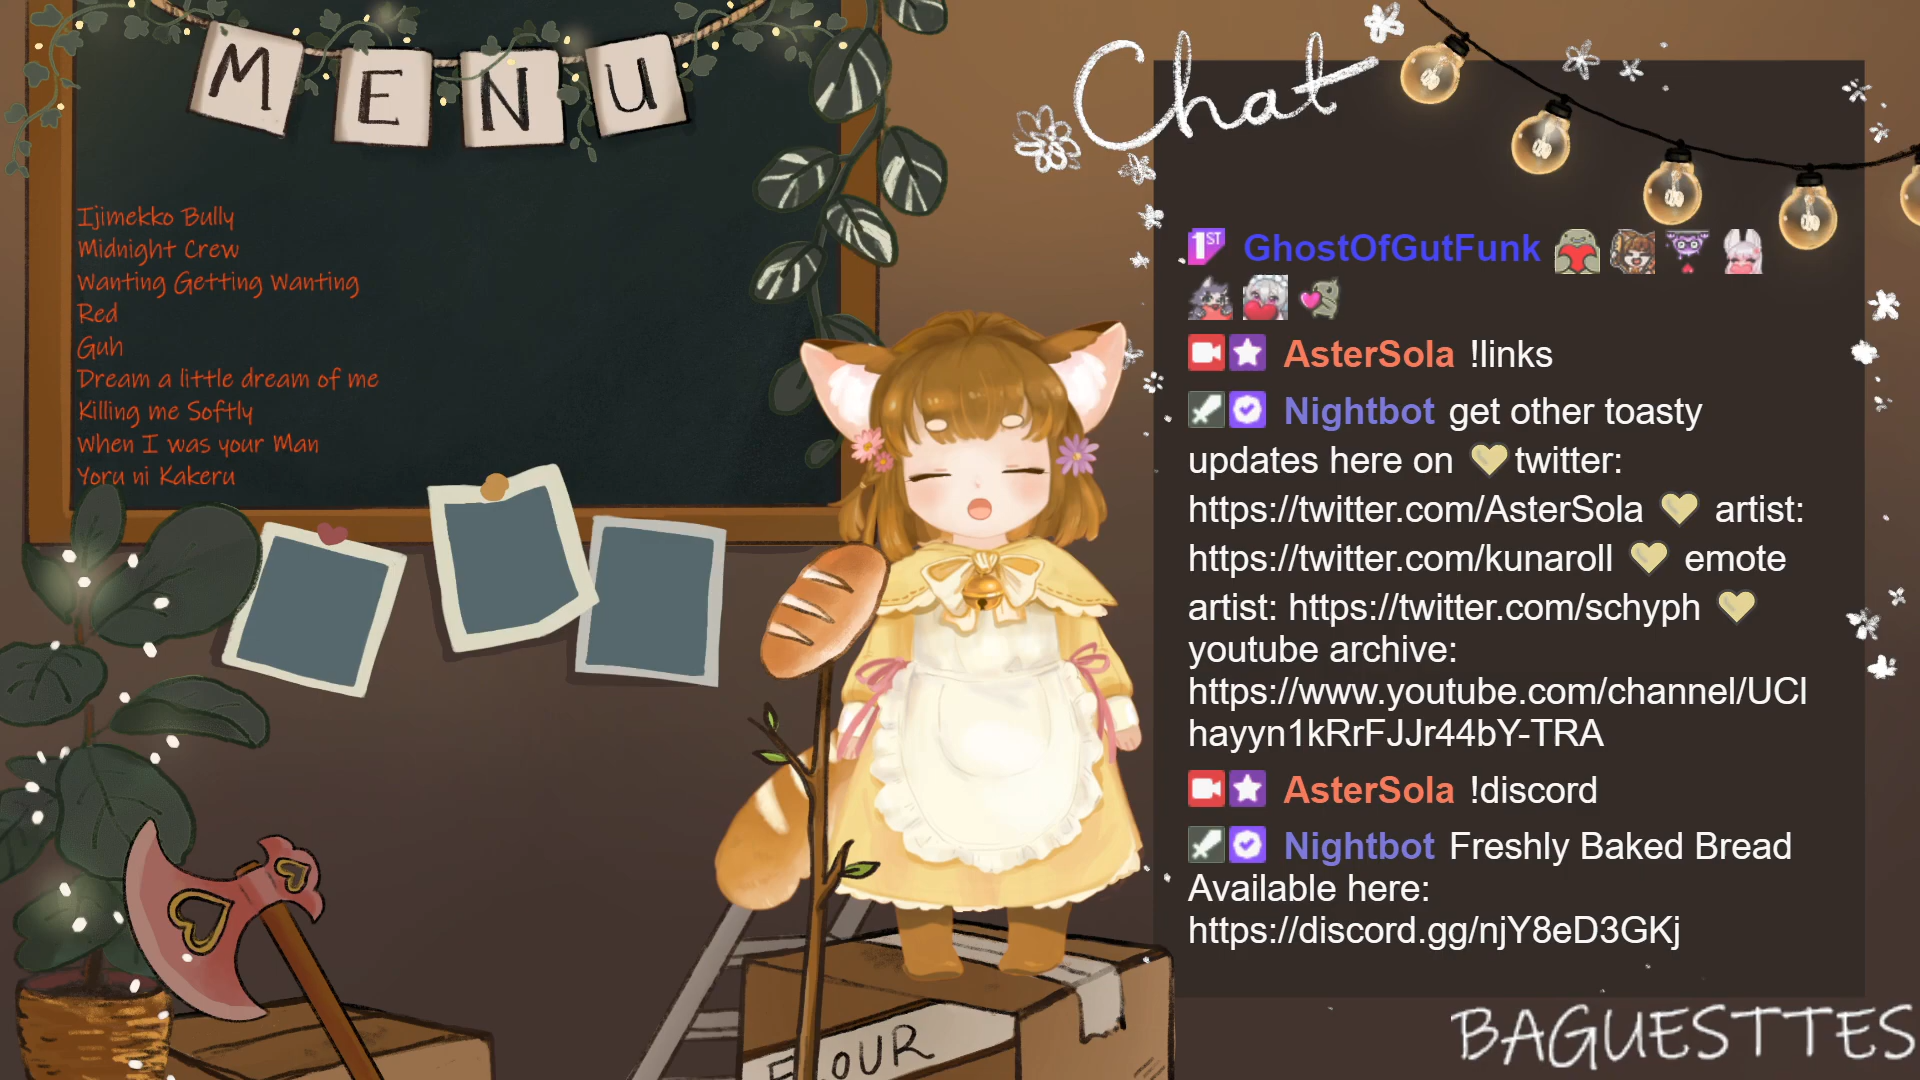 MENU
Ijimekko Bully
Midnight Crew
Wanting Getting Wanting
Red
Guh
Dream a little dream of me
Killing me Softly
When I was your Man
Yoru ni Kakeru
Chat
1ST GhostOfGutFunk
AsterSola !links
Nightbot get other toasty
updates here on twitter:
https://twitter.com/AsterSola artist:
https://twitter.com/kunaroll emote
artist: https://twitter.com/schyph
youtube archive:
https://www.youtube.com/channel/UCl
hayyn1kRrFJJr44bY-TRA
AsterSola !discord
Nightbot Freshly Baked Bread
Available here:
https://discord.gg/njY8eD3GKj
FLOUR
BAGUESTTES